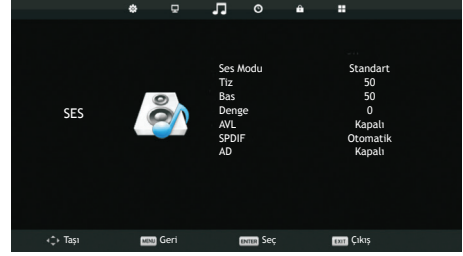 Ses Modu Standart
Tiz 50
Bas 50
SES
Denge 0
AVL Kapalı
SPDIF Otomatik
AD Kapalı
Taşı MENU Geri ENTER Seç EXIT Çıkış